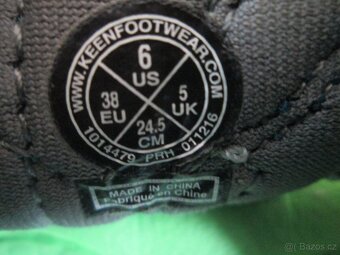 WWW.KEENFOOTWEAR.COM
6
US
38
EU
5
UK
24.5
CM
1014479 PRH 011216
MADE IN CHINA
Fabriqué en Chine
Bazos.cz